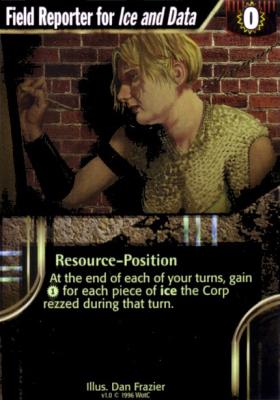 Field Reporter for Ice and Data
0
Resource-Position
At the end of each of your turns, gain
1 for each piece of ice the Corp
rezzed during that turn.
Illus. Dan Frazier
v1.0 © 1996 WotC